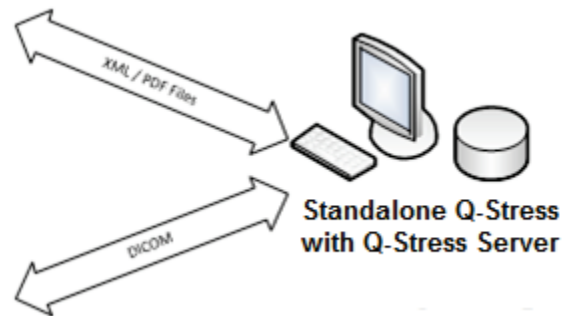 XML / PDF Files
DICOM
Standalone Q-Stress
with Q-Stress Server